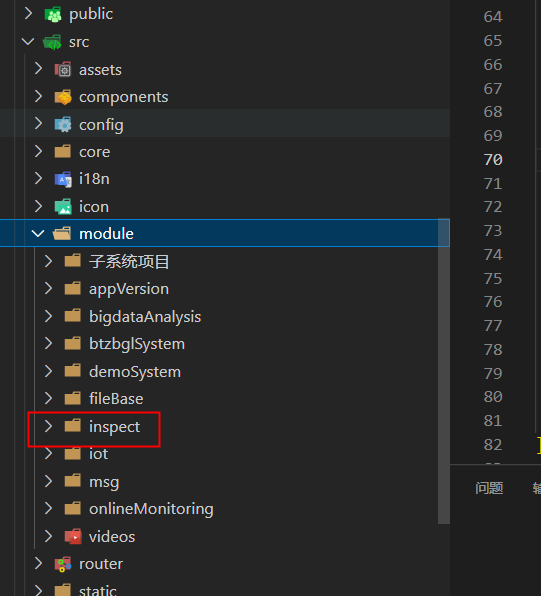 public
src
assets
components
config
core
i18n
icon
module
子系统项目
appVersion
bigdataAnalysis
btzbglSystem
demoSystem
fileBase
inspect
iot
msg
onlineMonitoring
videos
router
static
64
65
66
67
68
69
70
71
72
73
74
75
76
77
78
79
80
81
82
问题